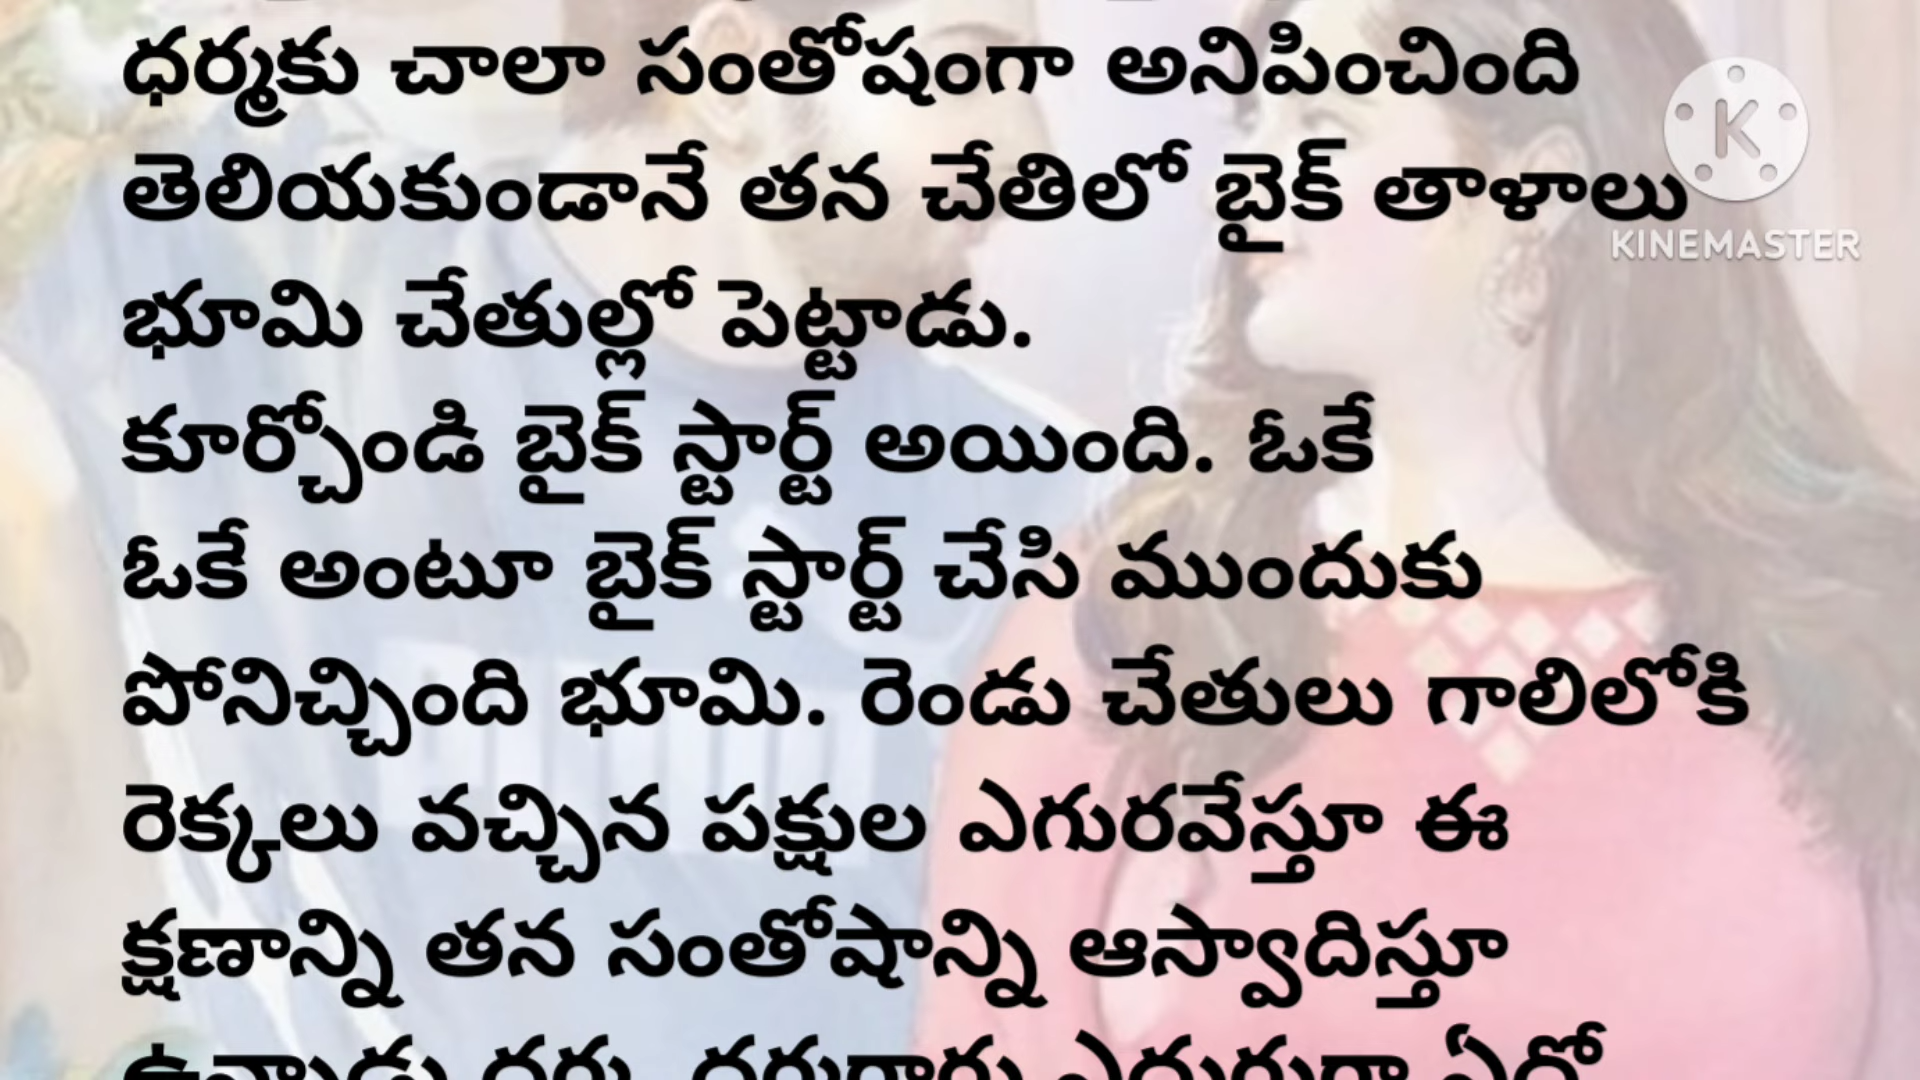 ధర్మకు చాలా సంతోషంగా అనిపించింది
తెలియకుండానే తన చేతిలో బైక్ తాళాలు
భూమి చేతుల్లో పెట్టాడు.
కూర్చోండి బైక్ స్టార్ట్ అయింది. ఓకే
ఓకే అంటూ బైక్ స్టార్ట్ చేసి ముందుకు
పోనిచ్చింది భూమి. రెండు చేతులు గాలిలోకి
రెక్కలు వచ్చిన పక్షుల ఎగురవేస్తూ ఈ
క్షణాన్ని తన సంతోషాన్ని ఆస్వాదిస్తూ
K
KINEMASTER